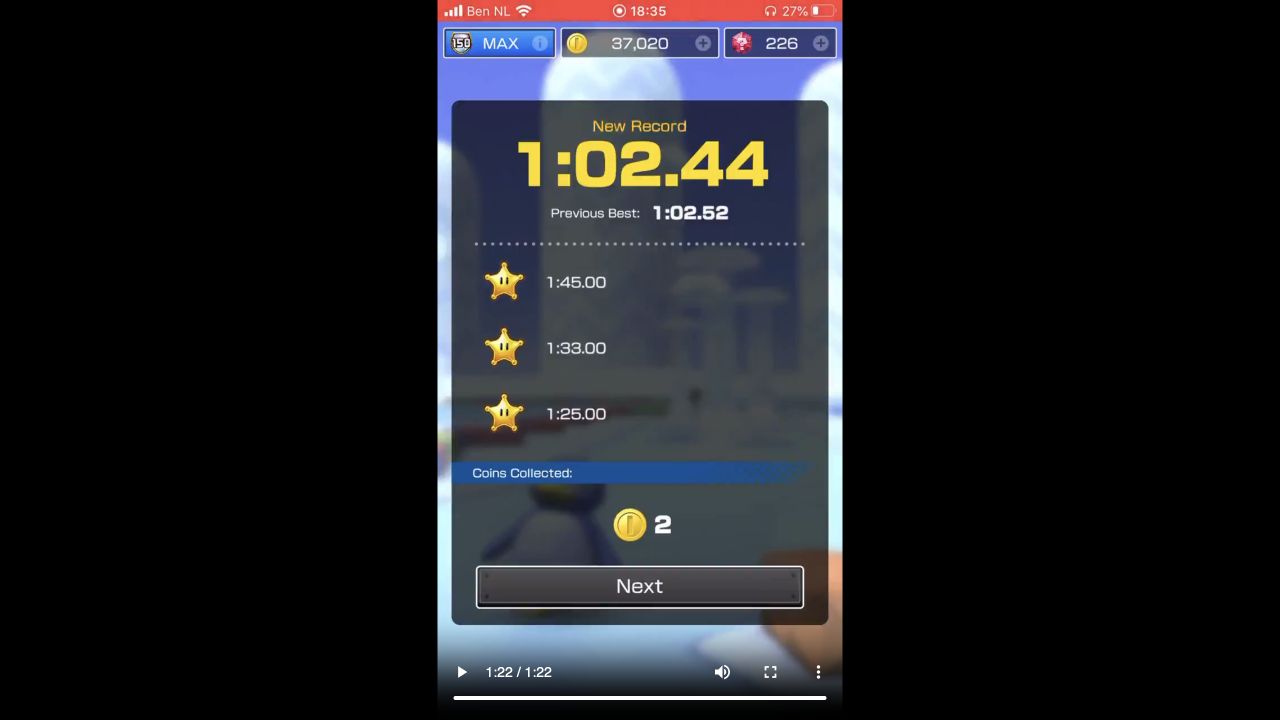 Ben NL 18:35 27%
150 MAX i 37,020 226
New Record
1:02.44
Previous Best: 1:02.52
1:45.00
1:33.00
1:25.00
Coins Collected:
2
Next
1:22 / 1:22